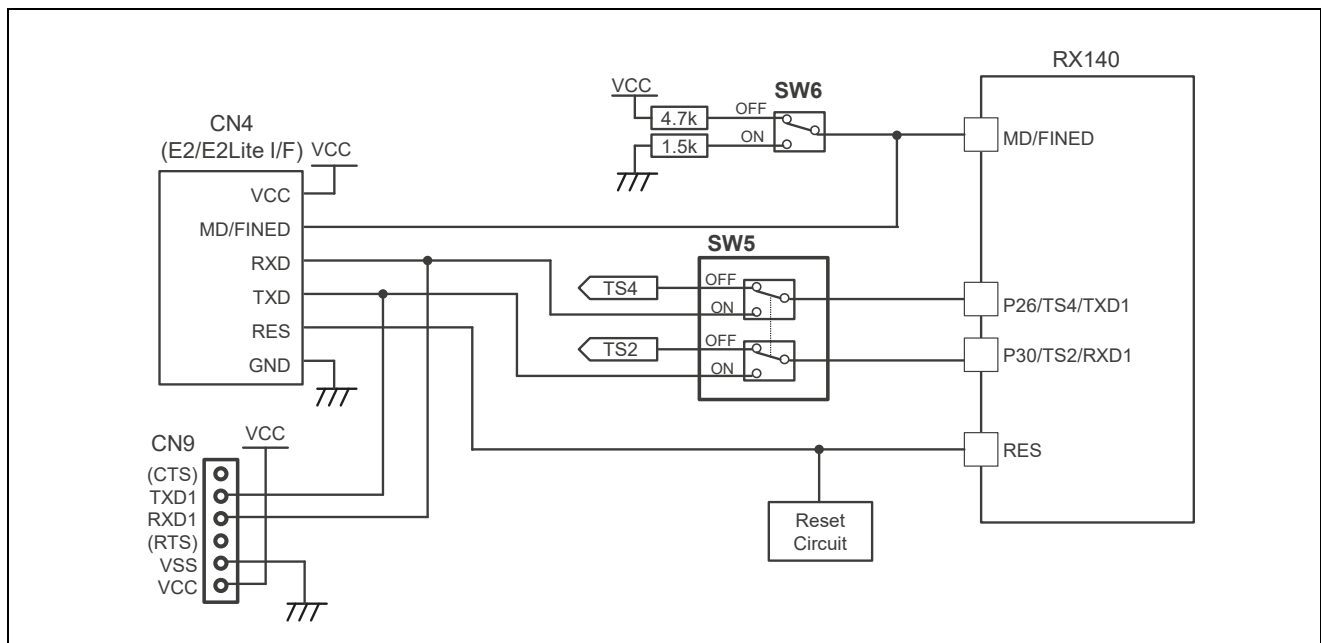 RX140
VCC
SW6
4.7k
OFF
1.5k
ON
MD/FINED
CN4
(E2/E2Lite I/F)
VCC
VCC
MD/FINED
RXD
TXD
RES
GND
SW5
TS4
OFF
ON
TS2
OFF
ON
P26/TS4/TXD1
P30/TS2/RXD1
RES
Reset
Circuit
CN9
VCC
(CTS)
TXD1
RXD1
(RTS)
VSS
VCC